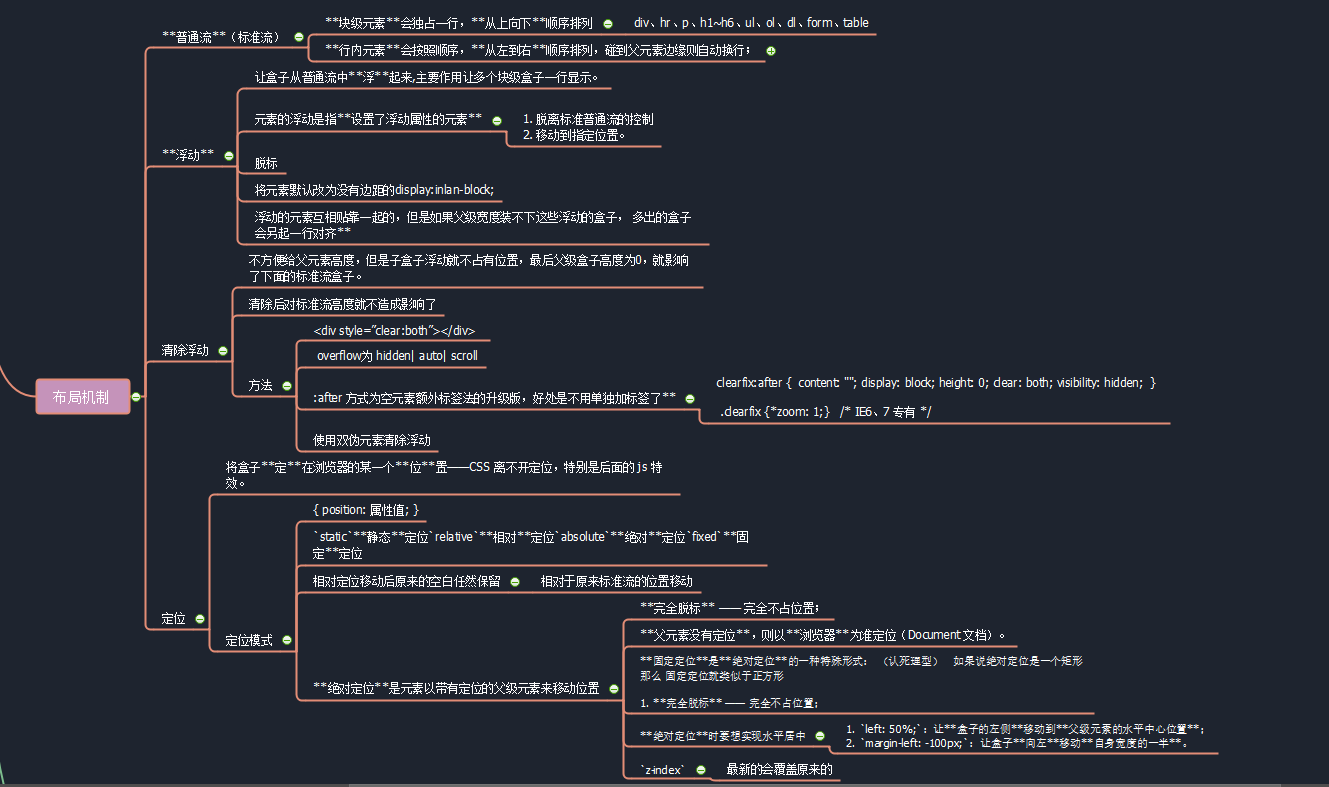 布局机制
**普通流**（标准流）
**块级元素**会独占一行，**从上向下**顺序排列
div、hr、p、h1~h6、ul、ol、dl、form、table
**行内元素**会按照顺序，**从左到右**顺序排列，碰到父元素边缘则自动换行；
**浮动**
让盒子从普通流中**浮**起来,主要作用让多个块级盒子一行显示。
元素的浮动是指**设置了浮动属性的元素**
1. 脱离标准普通流的控制
2. 移动到指定位置。
脱标
将元素默认改为没有边距的display:inlan-block;
浮动的元素互相贴靠一起的，但是如果父级宽度装不下这些浮动的盒子， 多出的盒子
会另起一行对齐**
清除浮动
不方便给父元素高度，但是子盒子浮动就不占有位置，最后父级盒子高度为0，就影响
了下面的标准流盒子。
清除后对标准流高度就不造成影响了
方法
<div style=”clear:both”></div>
overflow为 hidden| auto| scroll
:after 方式为空元素额外标签法的升级版，好处是不用单独加标签了**
clearfix:after { content: ""; display: block; height: 0; clear: both; visibility: hidden; }
.clearfix {*zoom: 1;} /* IE6、7 专有 */
使用双伪元素清除浮动
定位
将盒子**定**在浏览器的某一个**位**置——CSS 离不开定位，特别是后面的 js 特
效。
定位模式
{ position: 属性值; }
`static`**静态**定位`relative`**相对**定位`absolute`**绝对**定位`fixed`**固
定**定位
相对定位移动后原来的空白任然保留
相对于原来标准流的位置移动
**绝对定位**是元素以带有定位的父级元素来移动位置
**完全脱标** —— 完全不占位置；
**父元素没有定位**，则以**浏览器**为准定位（Document 文档）。
**固定定位**是**绝对定位**的一种特殊形式： （认死理型） 如果说绝对定位是一个矩形
那么 固定定位就类似于正方形
1. **完全脱标** —— 完全不占位置；
**绝对定位**时要想实现水平居中
1. `left: 50%;`：让**盒子的左侧**移动到**父级元素的水平中心位置**；
2. `margin-left: -100px;`：让盒子**向左**移动**自身宽度的一半**。
`z-index`
最新的会覆盖原来的